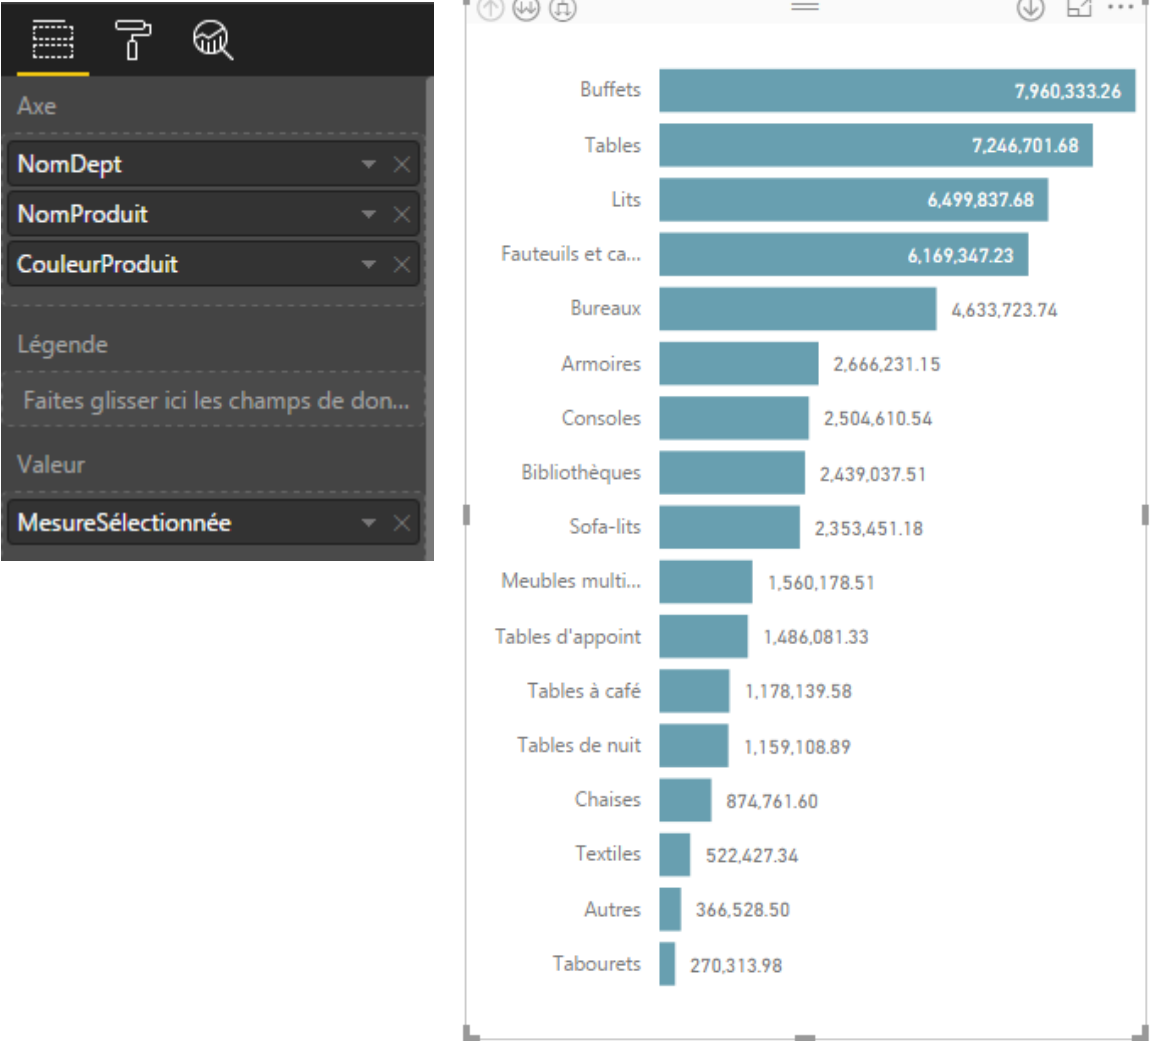 Axe
NomDept
NomProduit
CouleurProduit
Légende
Faites glisser ici les champs de don...
Valeur
MesureSélectionnée
Buffets 7,960,333.26
Tables 7,246,701.68
Lits 6,499,837.68
Fauteuils et ca... 6,169,347.23
Bureaux 4,633,723.74
Armoires 2,666,231.15
Consoles 2,504,610.54
Bibliothèques 2,439,037.51
Sofa-lits 2,353,451.18
Meubles multi... 1,560,178.51
Tables d'appoint 1,486,081.33
Tables à café 1,178,139.58
Tables de nuit 1,159,108.89
Chaises 874,761.60
Textiles 522,427.34
Autres 366,528.50
Tabourets 270,313.98